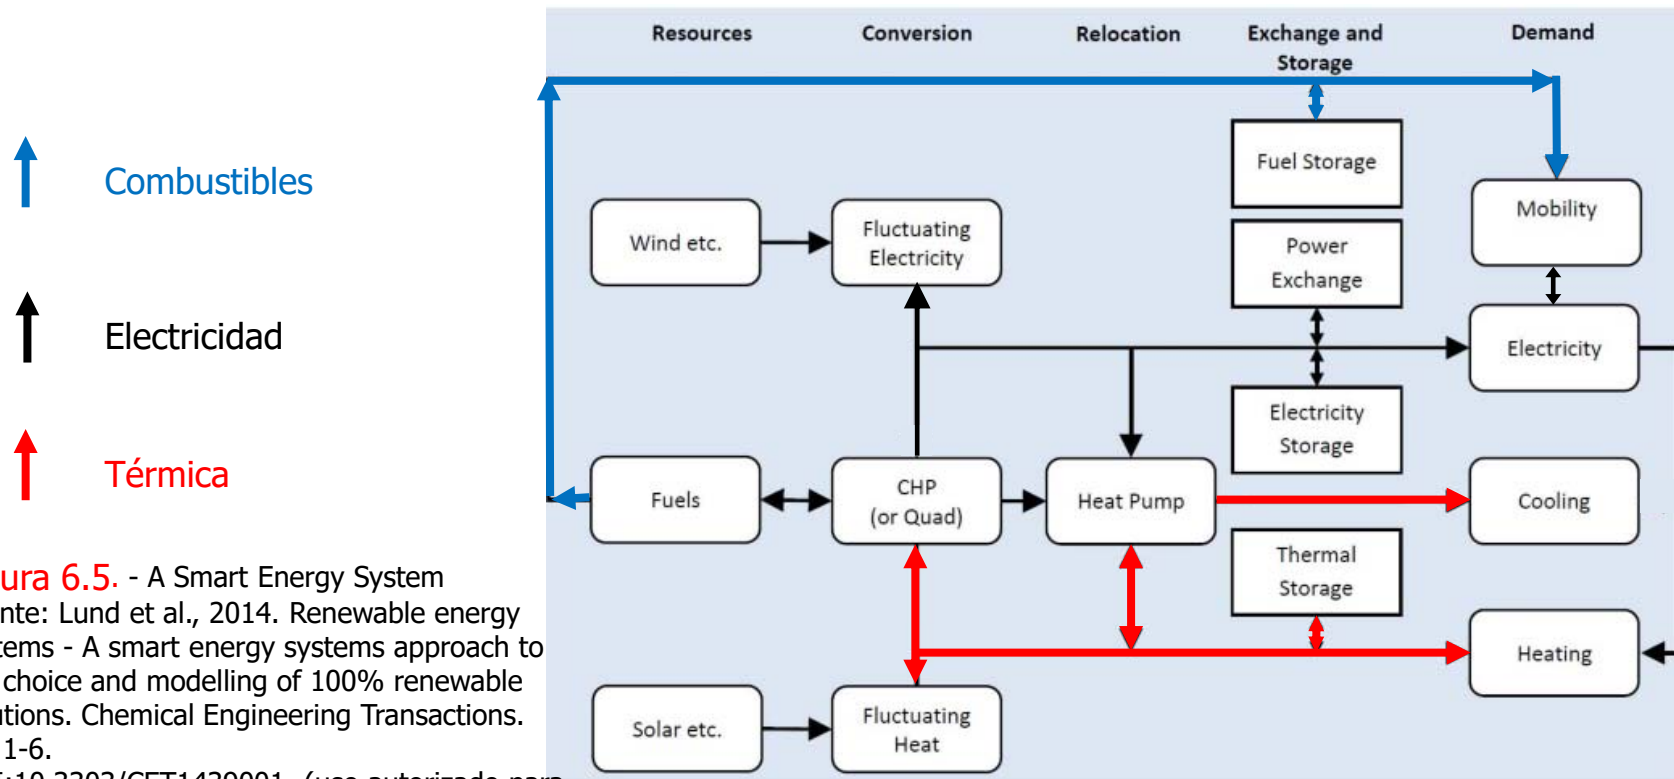 Resources Conversion Relocation Exchange and Demand
Storage
Combustibles
Electricidad
Térmica
Fuel Storage
Mobility
Wind etc.
Fluctuating
Electricity
Power
Exchange
Electricity
Electricity
Storage
Fuels
CHP
(or Quad)
Heat Pump
Cooling
Thermal
Storage
Heating
Solar etc.
Fluctuating
Heat
ura 6.5. - A Smart Energy System
nte: Lund et al., 2014. Renewable energy
tems - A smart energy systems approach to
choice and modelling of 100% renewable
utions. Chemical Engineering Transactions.
1-6.